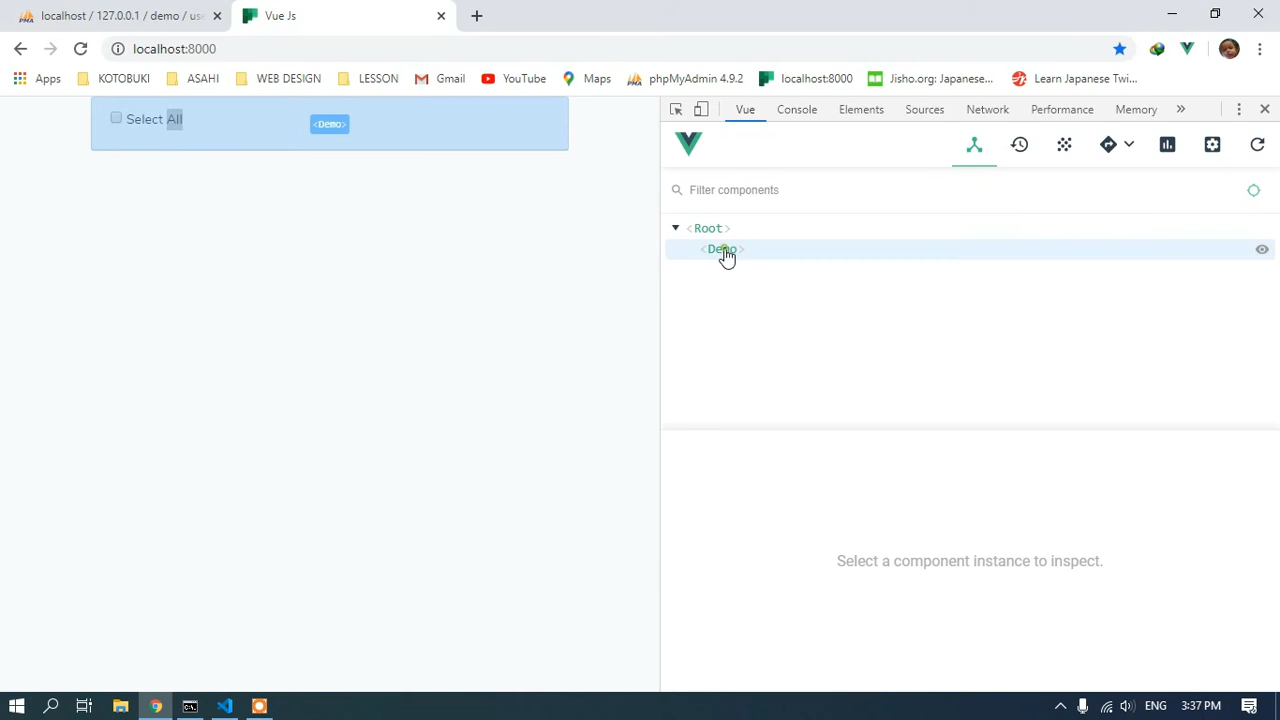 localhost / 127.0.0.1 / demo / use
Vue Js
localhost:8000
Apps
KOTOBUKI
ASAHI
WEB DESIGN
LESSON
Gmail
YouTube
Maps
phpMyAdmin 4.9.2
localhost:8000
Jisho.org: Japanese...
Learn Japanese Twi...
Select All
<Demo>
Vue
Console
Elements
Sources
Network
Performance
Memory
Filter components
<Root>
<Demo>
Select a component instance to inspect.
ENG
3:37 PM